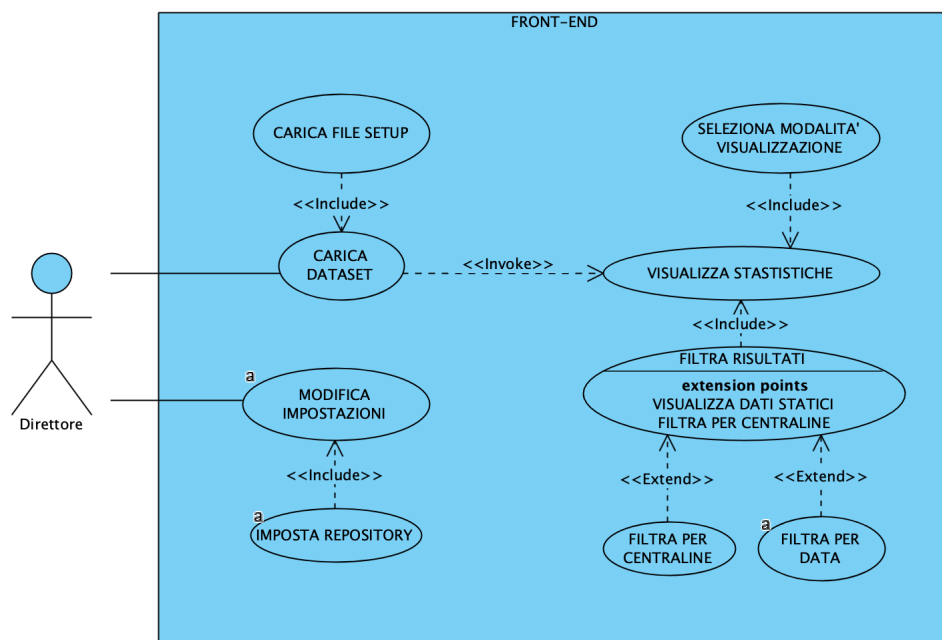 FRONT-END
CARICA FILE SETUP
SELEZIONA MODALITA'
VISUALIZZAZIONE
<<Include>>
<<Include>>
CARICA
DATASET
<<Invoke>>
VISUALIZZA STASTISTICHE
<<Include>>
FILTRA RISULTATI
extension points
VISUALIZZA DATI STATICI
FILTRA PER CENTRALINE
a
MODIFICA
IMPOSTAZIONI
Direttore
<<Include>>
<<Extend>>
<<Extend>>
a
IMPOSTA REPOSITORY
FILTRA PER
CENTRALINE
a
FILTRA PER
DATA